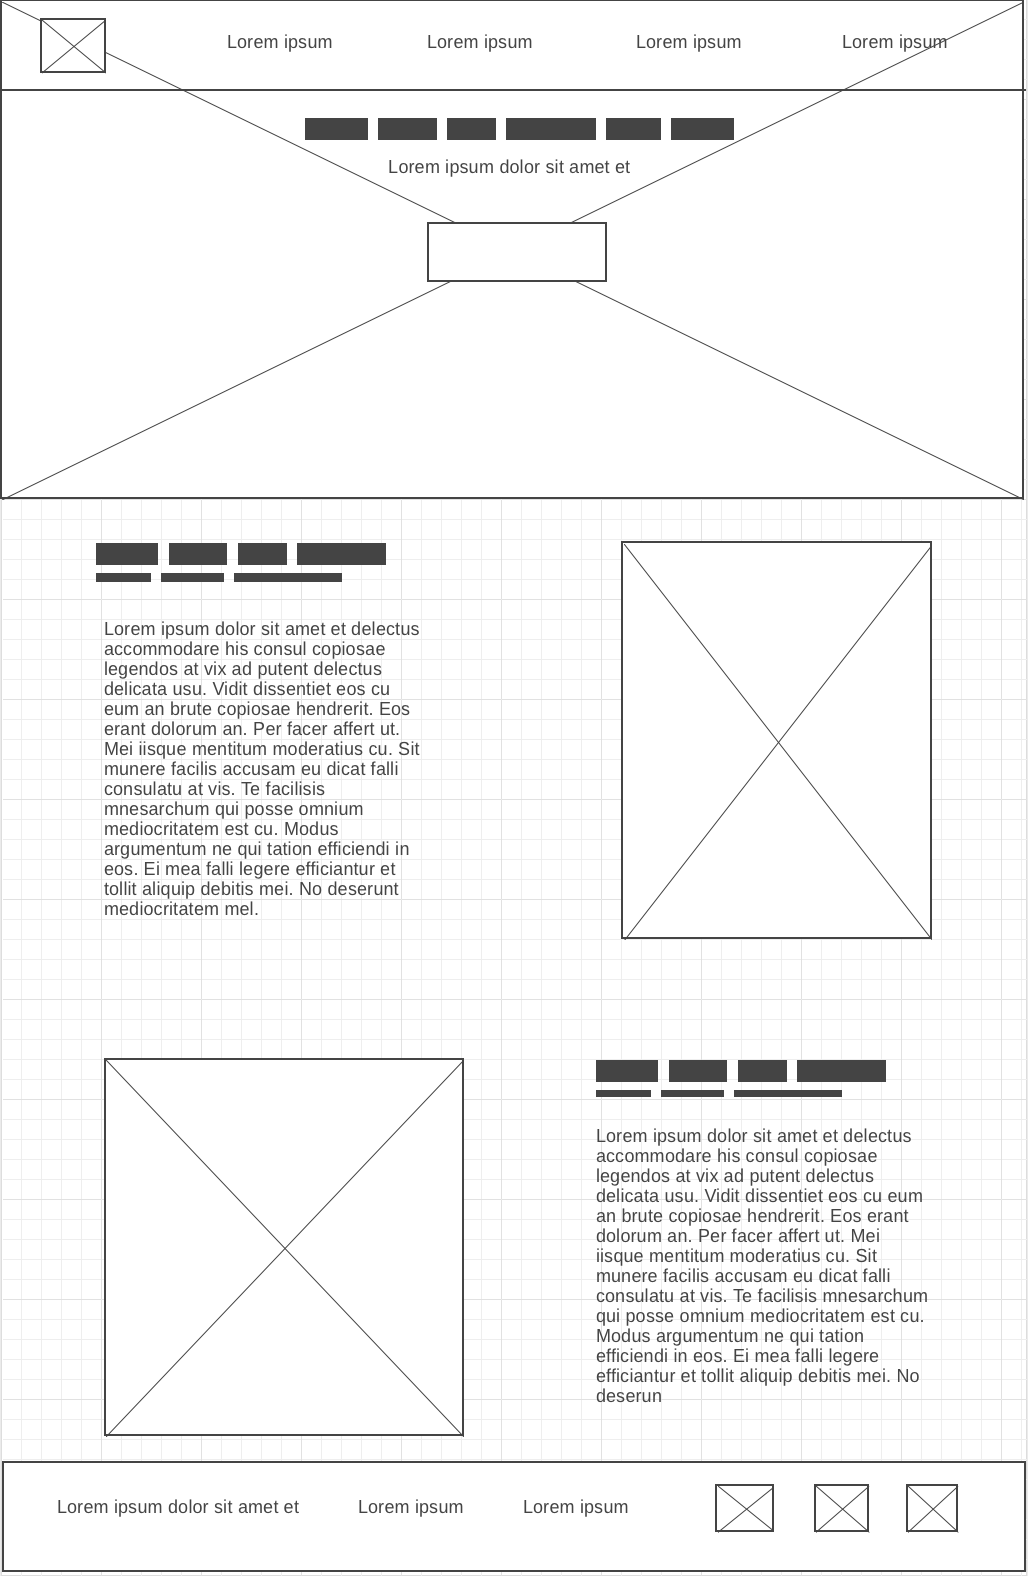 Lorem ipsum Lorem ipsum Lorem ipsum Lorem ipsum
Lorem ipsum dolor sit amet et
Lorem ipsum dolor sit amet et delectus
accommodare his consul copiosae
legendos at vix ad putent delectus
delicata usu. Vidit dissentiet eos cu
eum an brute copiosae hendrerit. Eos
erant dolorum an. Per facer affert ut.
Mei iisque mentitum moderatius cu. Sit
munere facilis accusam eu dicat falli
consulatu at vis. Te facilisis
mnesarchum qui posse omnium
mediocritatem est cu. Modus
argumentum ne qui tation efficiendi in
eos. Ei mea falli legere efficiantur et
tollit aliquip debitis mei. No deserunt
mediocritatem mel.
Lorem ipsum dolor sit amet et delectus
accommodare his consul copiosae
legendos at vix ad putent delectus
delicata usu. Vidit dissentiet eos cu eum
an brute copiosae hendrerit. Eos erant
dolorum an. Per facer affert ut. Mei
iisque mentitum moderatius cu. Sit
munere facilis accusam eu dicat falli
consulatu at vis. Te facilisis mnesarchum
qui posse omnium mediocritatem est cu.
Modus argumentum ne qui tation
efficiendi in eos. Ei mea falli legere
efficiantur et tollit aliquip debitis mei. No
deserun
Lorem ipsum dolor sit amet et Lorem ipsum Lorem ipsum